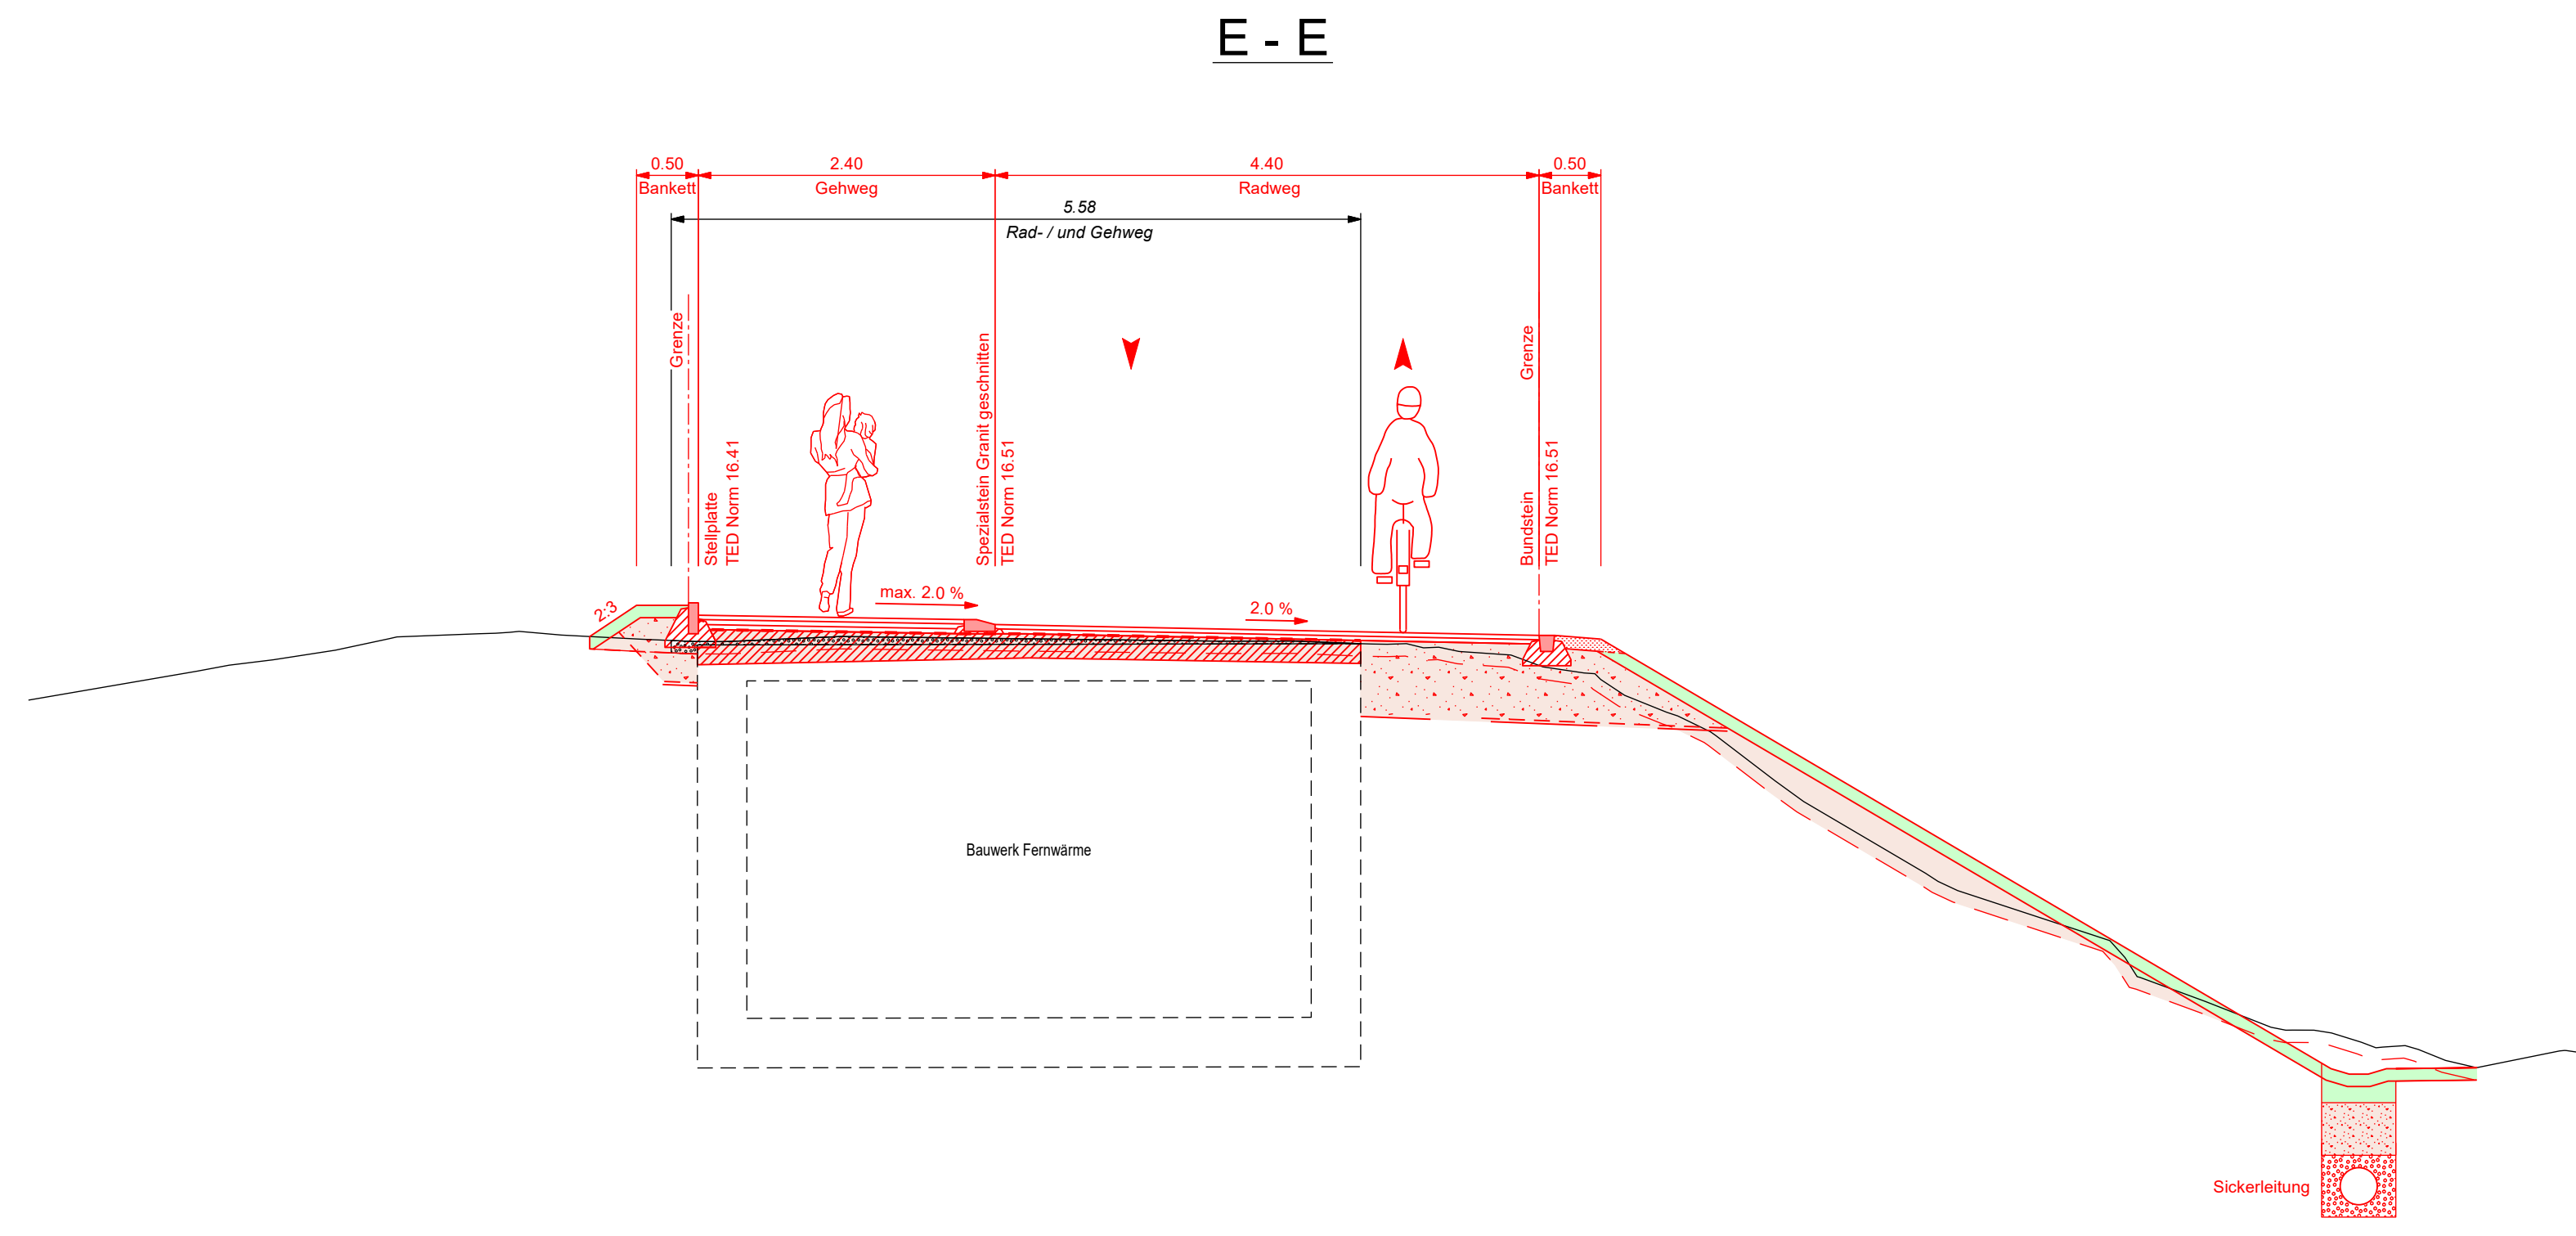 E - E
0.50
2.40
4.40
0.50
Bankett
Gehweg
Radweg
Bankett
5.58
Rad- / und Gehweg
Grenze
Stellplatte
TED Norm 16.41
Spezialstein Granit geschnitten
TED Norm 16.51
Grenze
Bundstein
TED Norm 16.51
2:3
max. 2.0 %
2.0 %
Bauwerk Fernwärme
Sickerleitung